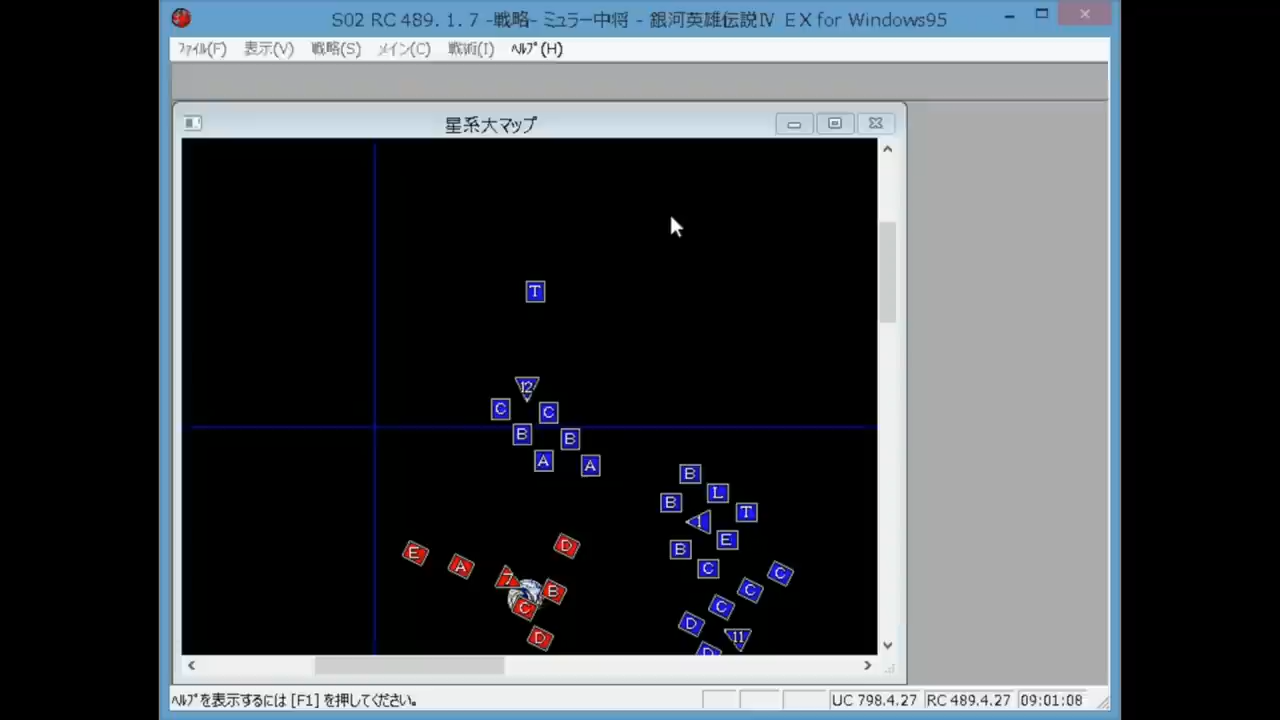 S02 RC 489. 1. 7 -戦略- ミュラー中将 - 銀河英雄伝説Ⅳ EX for Windows95
ﾌｧｲﾙ(F) 表示(V) 戦略(S) メイン(C) 戦術(I) ﾍﾙﾌﾟ(H)
星系大マップ
T
12
C C
B B
A A
B
B L
1 T
B E
C
E A 7 D
B
C
D
C
C
C
D 11
D
ﾍﾙﾌﾟを表示するには [F1] を押してください。 UC 798.4.27 RC 489.4.27 09:01:08